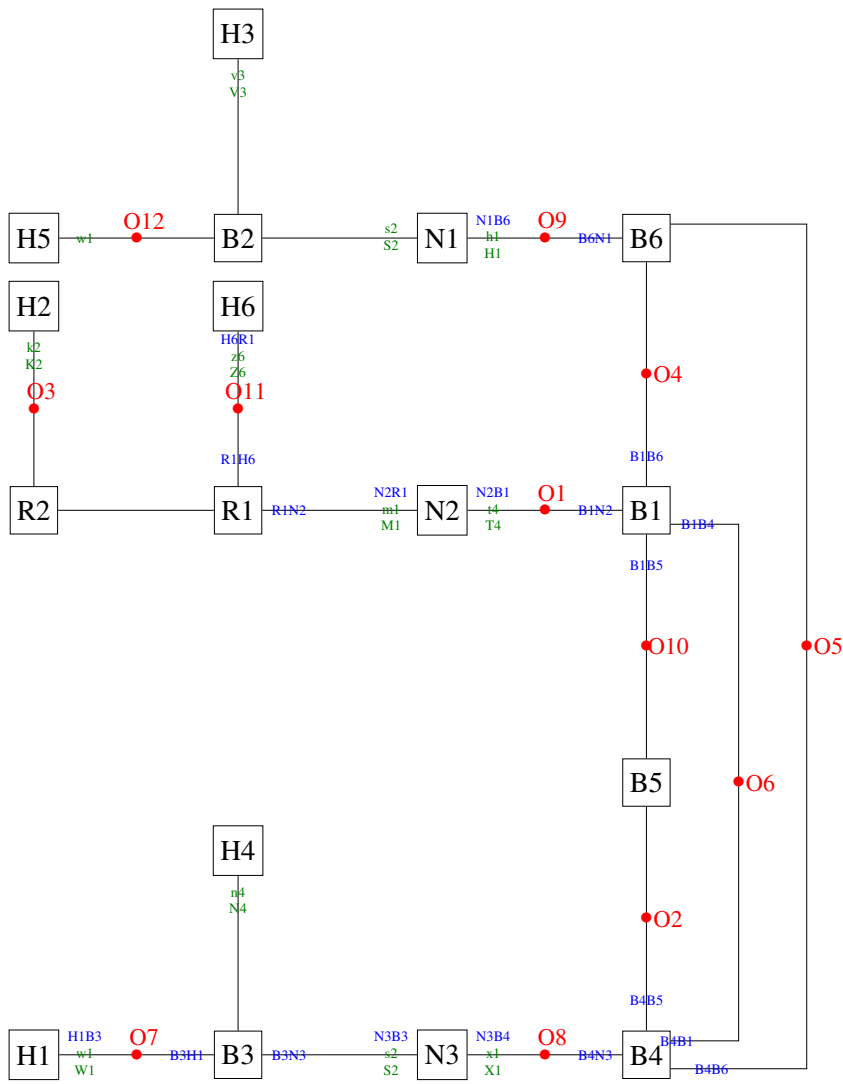 H3
v3
V3
O12
N1B6
O9
H5
w1
B2
s2
S2
N1
h1
H1
B6N1
B6
H2
H6
k2
K2
H6R1
z6
Z6
O3
O11
O4
R1H6
B1B6
R2
R1
R1N2
N2R1
m1
M1
N2
N2B1
t4
T4
O1
B1N2
B1
B1B4
B1B5
O10
O5
B5
O6
H4
n4
N4
O2
B4B5
H1
H1B3
w1
W1
O7
B3H1
B3
B3N3
N3B3
s2
S2
N3
N3B4
x1
X1
O8
B4N3
B4
B4B1
B4B6